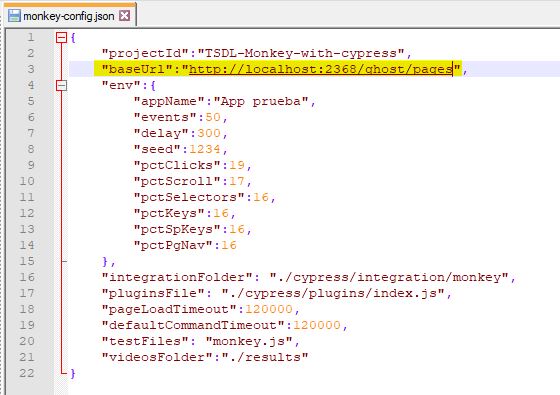 monkey-config.json
1 {
2 "projectId":"TSDL-Monkey-with-cypress",
3 "baseUrl":"http://localhost:2368/ghost/pages",
4 "env":{
5 "appName":"App prueba",
6 "events":50,
7 "delay":300,
8 "seed":1234,
9 "pctClicks":19,
10 "pctScroll":17,
11 "pctSelectors":16,
12 "pctKeys":16,
13 "pctSpKeys":16,
14 "pctPgNav":16
15 },
16 "integrationFolder": "./cypress/integration/monkey",
17 "pluginsFile": "./cypress/plugins/index.js",
18 "pageLoadTimeout":120000,
19 "defaultCommandTimeout":120000,
20 "testFiles": "monkey.js",
21 "videosFolder":"./results"
22 }